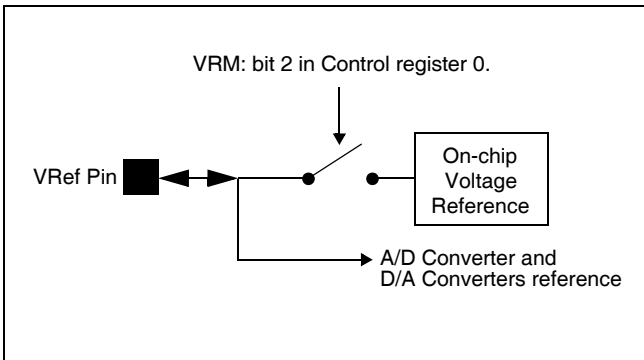 VRM: bit 2 in Control register 0.
VRef Pin
On-chip
Voltage
Reference
A/D Converter and
D/A Converters reference